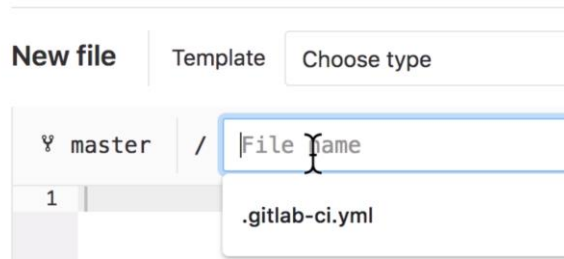 New file Template Choose type
master / File name
1
.gitlab-ci.yml